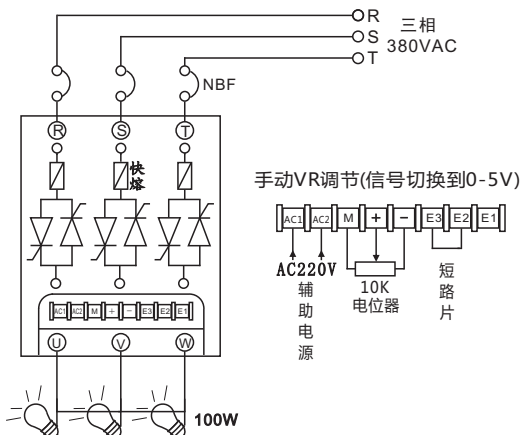 R
S
T
三相
380VAC
NBF
R S T
快熔
手动VR调节(信号切换到0-5V)
AC1 AC2 M + − E3 E2 E1
AC220V
辅助电源
10K
电位器
短路片
AC1 AC2 M + − E3 E2 E1
U V W
100W